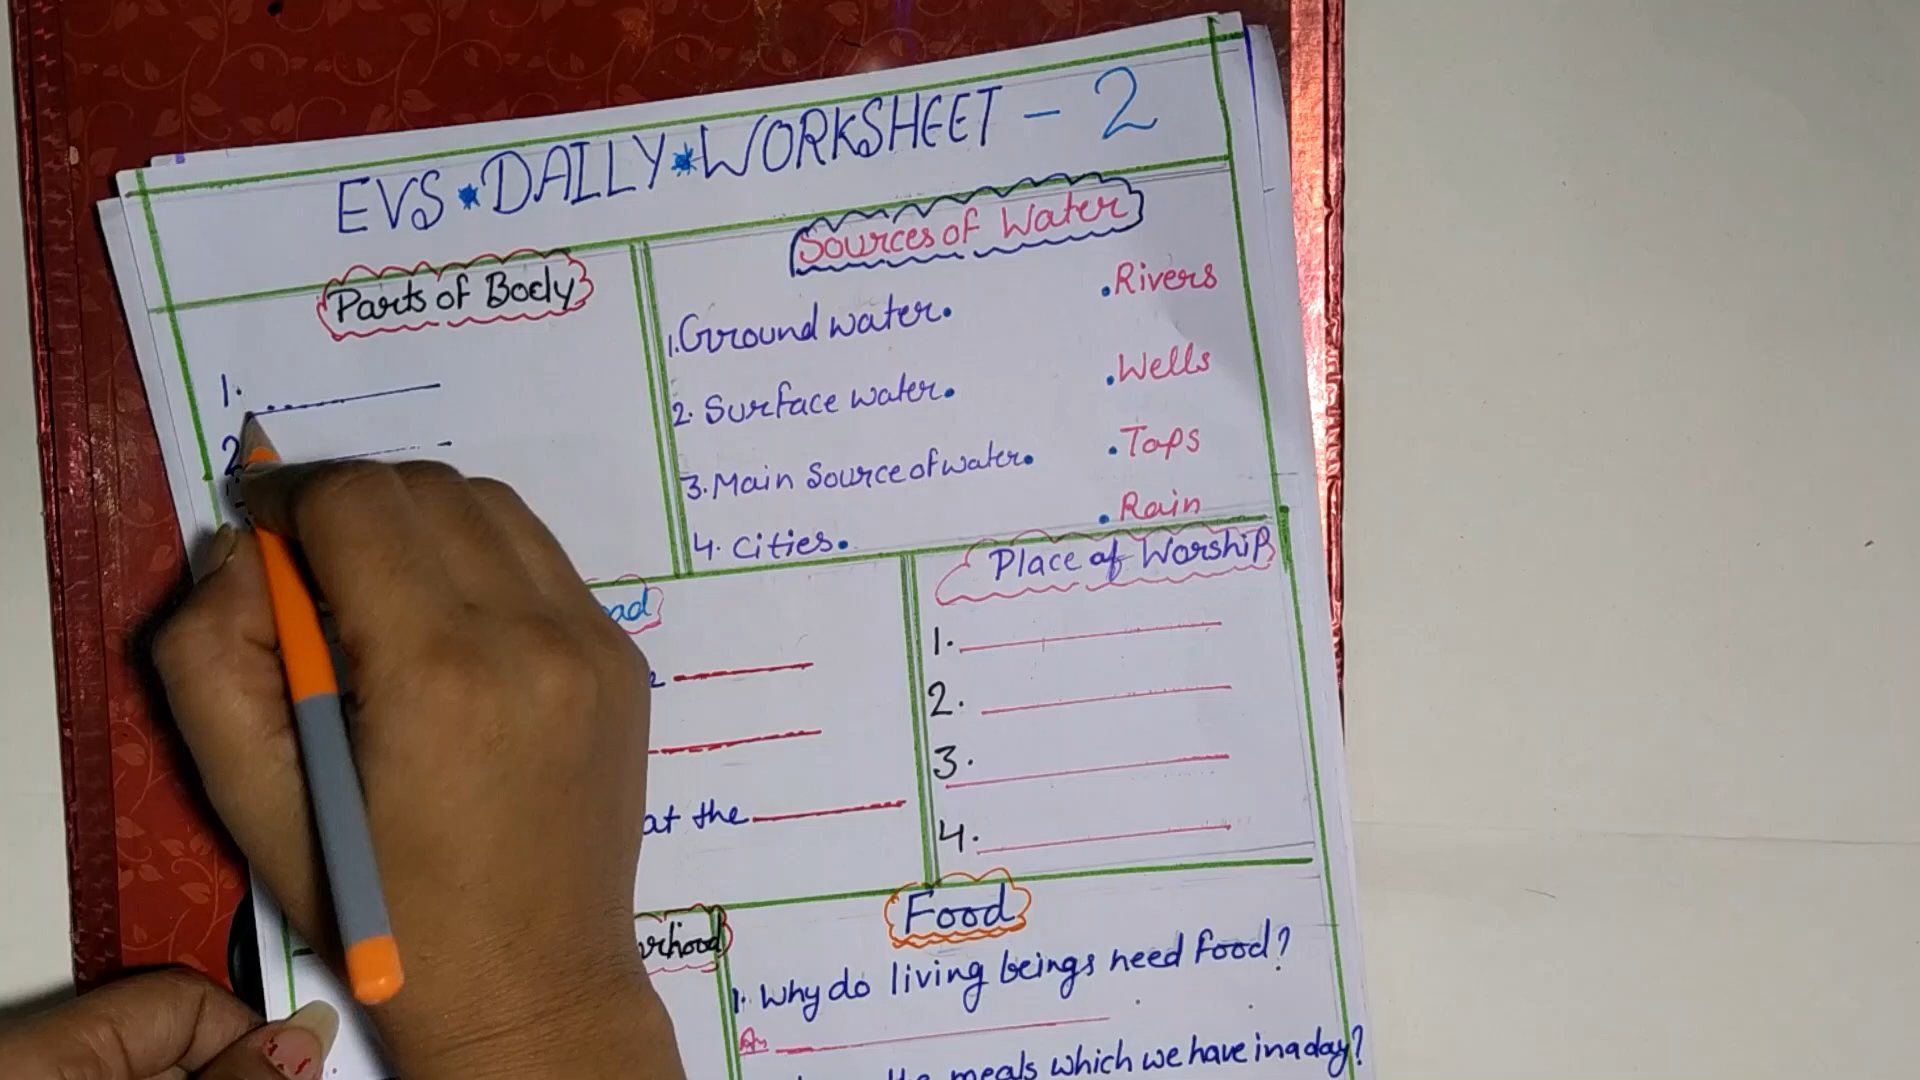 EVS * DAILY * WORKSHEET - 2
Parts of Body
1.
2
Sources of Water
1. Ground water. .Rivers
2. Surface water. .Wells
3. Main Source of water. .Taps
4. Cities. .Rain
at the
Place of Worship
1.
2.
3.
4.
Food
1. Why do living beings need Food?
Ans
meals which we have in a day?